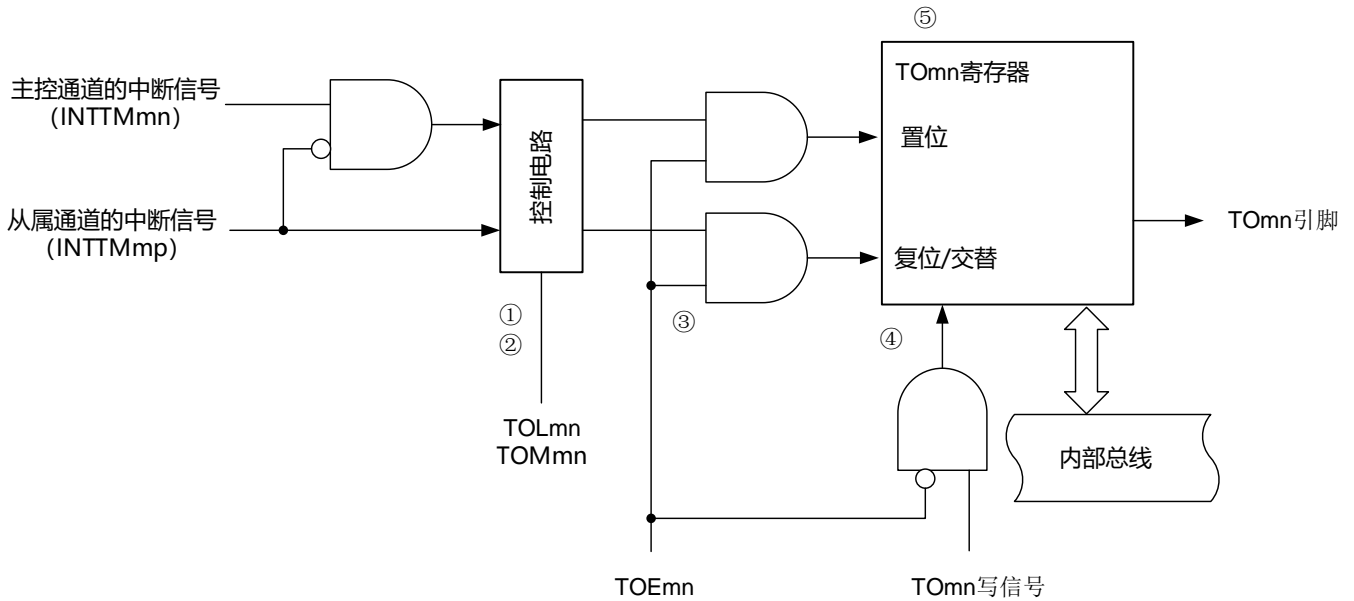 ⑤
TOmn寄存器
主控通道的中断信号
(INTTMmn)
置位
控制电路
从属通道的中断信号
(INTTMmp)
TOmn引脚
复位/交替
①
②
③
④
TOLmn
TOMmn
内部总线
TOEmn
TOmn写信号